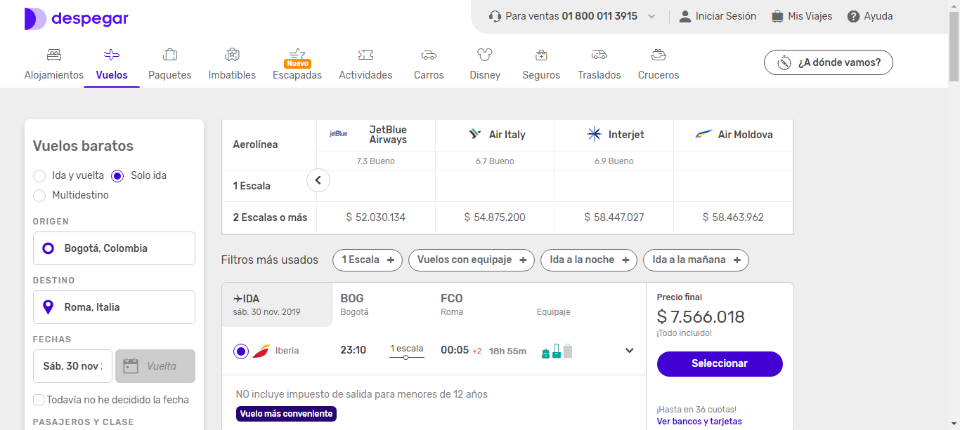 despegar
Para ventas 01 800 011 3915
Iniciar Sesión
Mis Viajes
Ayuda
Alojamientos
Vuelos
Paquetes
Imbatibles
Nuevo
Escapadas
Actividades
Carros
Disney
Seguros
Traslados
Cruceros
¿A dónde vamos?
Vuelos baratos
Ida y vuelta
Solo ida
Multidestino
ORIGEN
Bogotá, Colombia
DESTINO
Roma, Italia
FECHAS
Sáb, 30 nov
Vuelta
Todavía no he decidido la fecha
PASAJEROS Y CLASE
Aerolínea
jetBlue
JetBlue Airways
Air Italy
Interjet
Air Moldova
7.3 Bueno
6.7 Bueno
6.9 Bueno
1 Escala
2 Escalas o más
$ 52.030.134
$ 54.875.200
$ 58.447.027
$ 58.463.962
Filtros más usados
1 Escala +
Vuelos con equipaje +
Ida a la noche +
Ida a la mañana +
IDA
BOG
FCO
sáb. 30 nov. 2019
Bogotá
Roma
Equipaje
Iberia
23:10
1 escala
00:05 +2
18h 55m
NO incluye impuesto de salida para menores de 12 años
Vuelo más conveniente
Precio final
$ 7.566.018
¡Todo incluido!
Seleccionar
¡Hasta en 36 cuotas!
Ver bancos y tarjetas